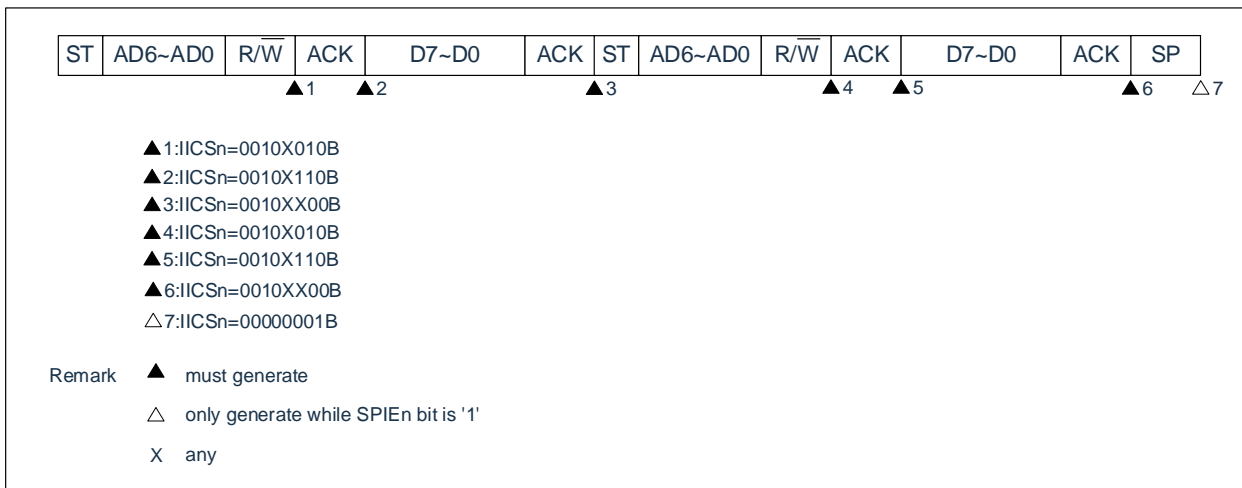 ST AD6~AD0 R/W̅ ACK D7~D0 ACK ST AD6~AD0 R/W̅ ACK D7~D0 ACK SP
▲1 ▲2 ▲3 ▲4 ▲5 ▲6 △7
▲1:IICSn=0010X010B
▲2:IICSn=0010X110B
▲3:IICSn=0010XX00B
▲4:IICSn=0010X010B
▲5:IICSn=0010X110B
▲6:IICSn=0010XX00B
△7:IICSn=00000001B
Remark ▲ must generate
△ only generate while SPIEn bit is '1'
X any